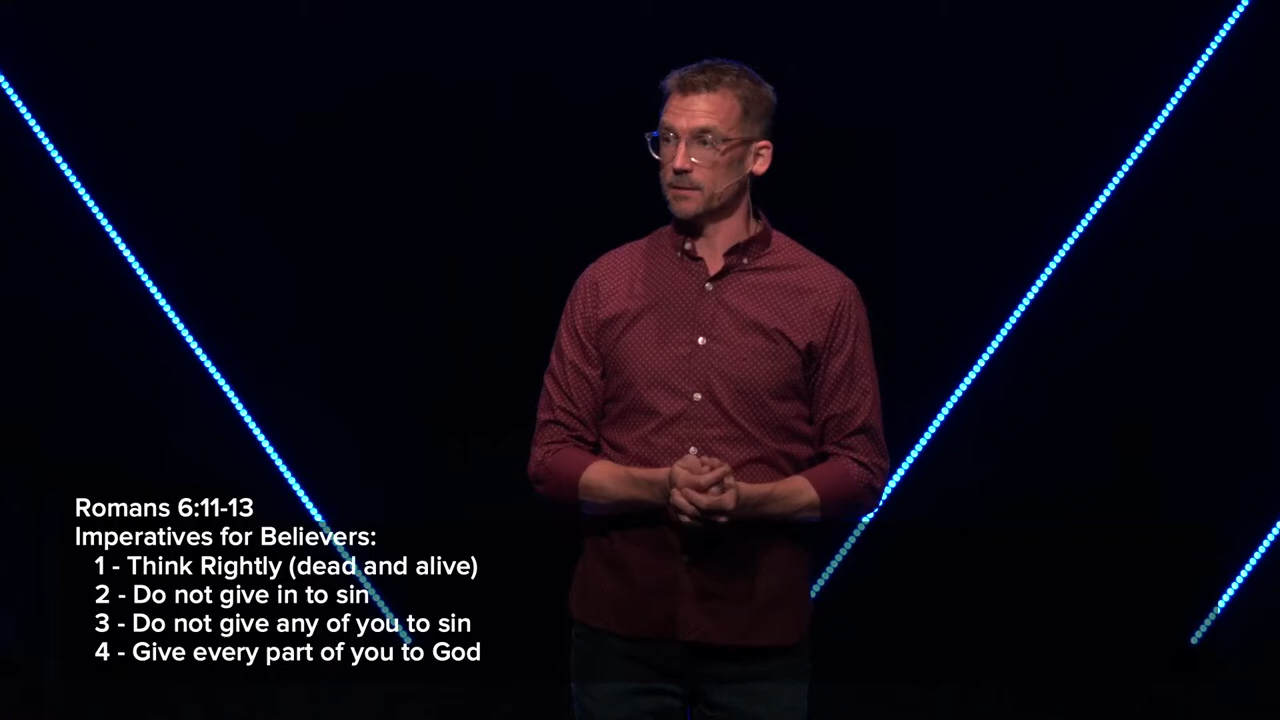 Romans 6:11-13
Imperatives for Believers:
1 - Think Rightly (dead and alive)
2 - Do not give in to sin
3 - Do not give any of you to sin
4 - Give every part of you to God